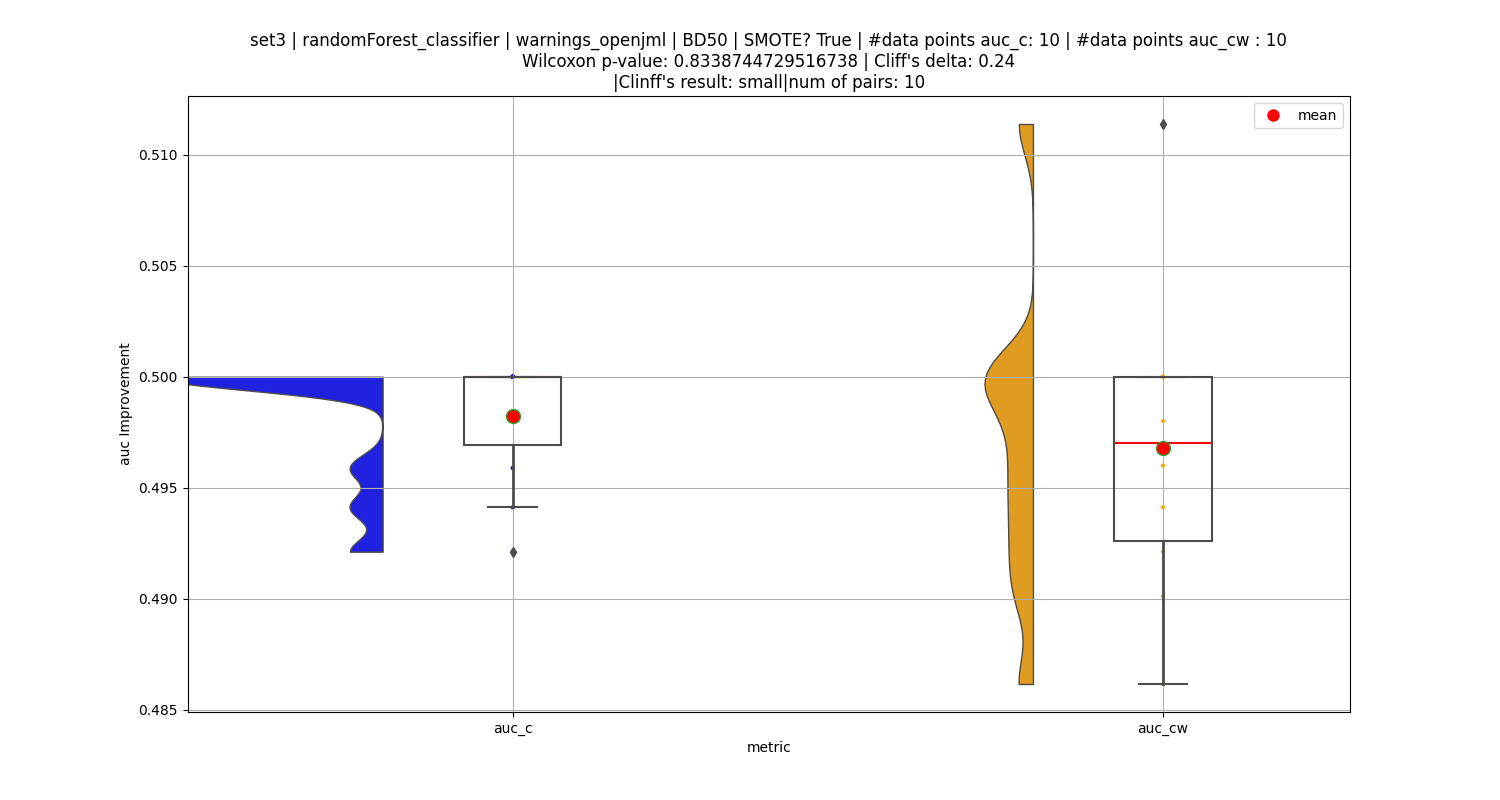 set3 | randomForest_classifier | warnings_openjml | BD50 | SMOTE? True | #data points auc_c: 10 | #data points auc_cw : 10
Wilcoxon p-value: 0.8338744729516738 | Cliff's delta: 0.24
|Clinff's result: small|num of pairs: 10
mean
0.510
0.505
0.500
0.495
0.490
0.485
auc Improvement
auc_c
auc_cw
metric